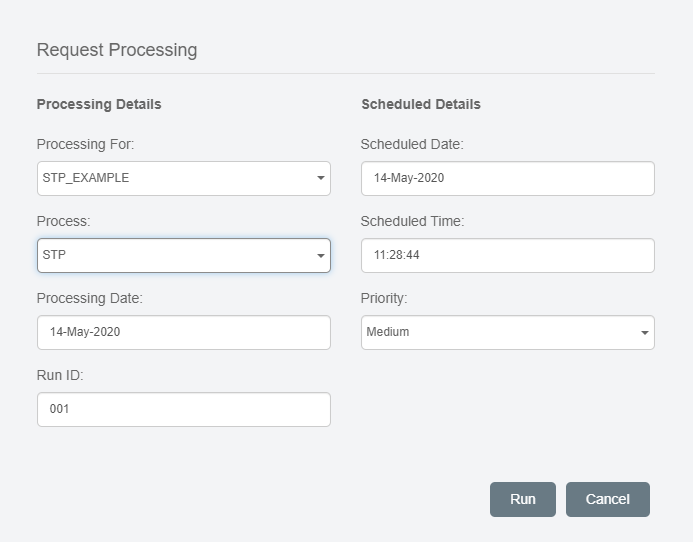 Request Processing
Processing Details
Scheduled Details
Processing For:
Scheduled Date:
STP_EXAMPLE
14-May-2020
Process:
Scheduled Time:
STP
11:28:44
Processing Date:
Priority:
14-May-2020
Medium
Run ID:
001
Run
Cancel